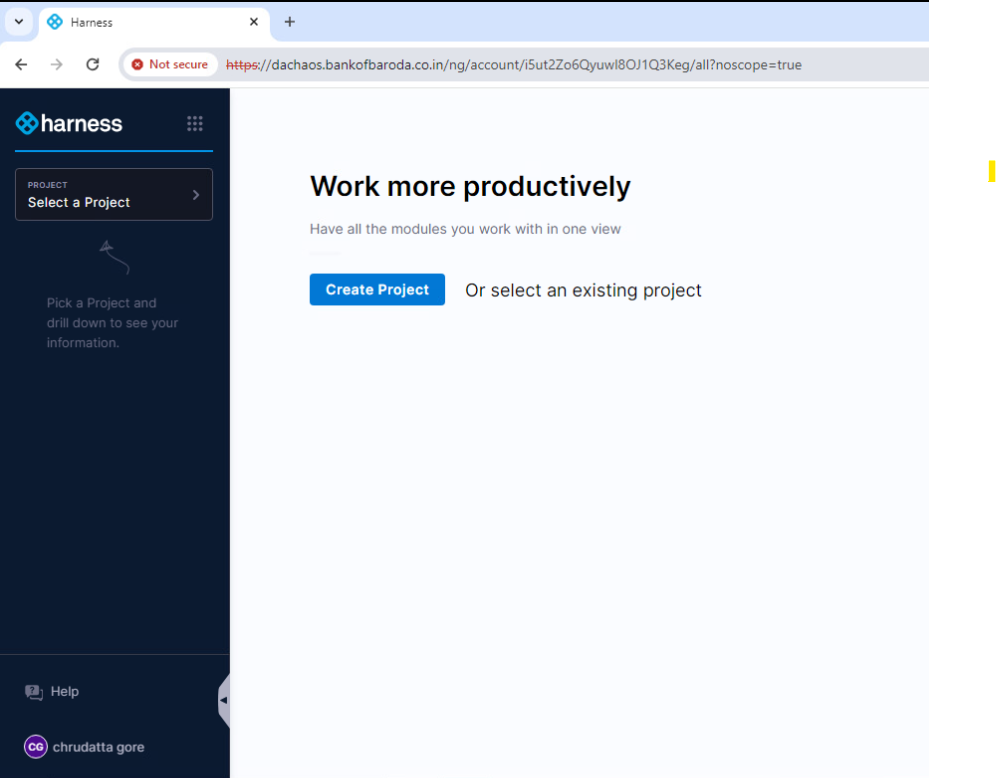 Harness
Not secure
https://dachaos.bankofbaroda.co.in/ng/account/i5ut2Zo6QyuwI8OJ1Q3Keg/all?noscope=true
harness
PROJECT
Select a Project
Pick a Project and
drill down to see your
information.
Work more productively
Have all the modules you work with in one view
Create Project
Or select an existing project
Help
CG
chrudatta gore